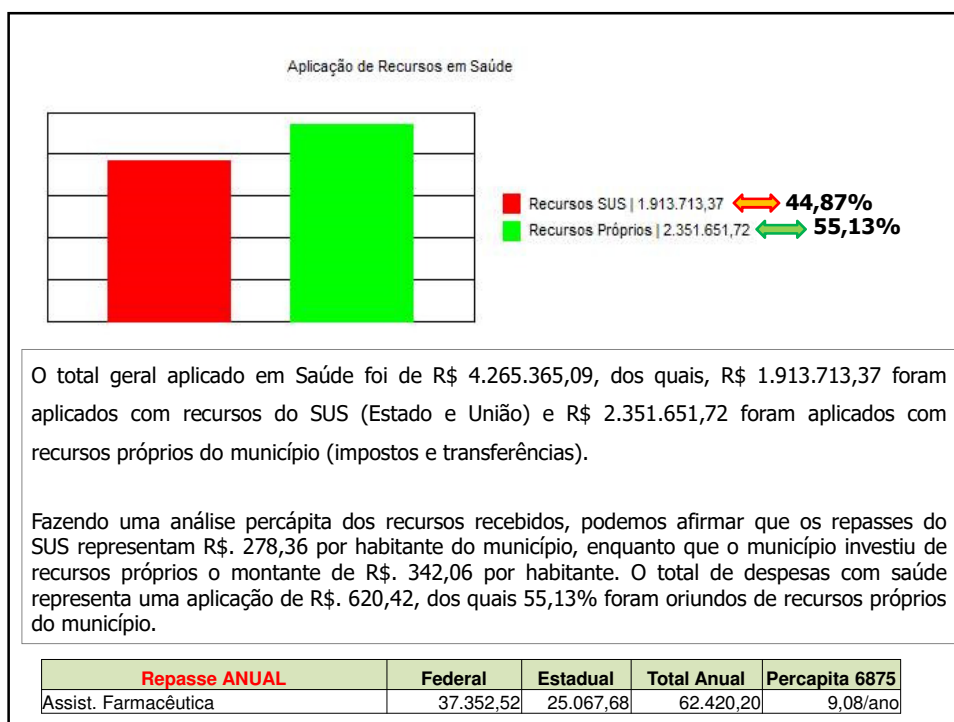 Aplicação de Recursos em Saúde
Recursos SUS | 1.913.713,37 44,87%
Recursos Próprios | 2.351.651,72 55,13%
O total geral aplicado em Saúde foi de R$ 4.265.365,09, dos quais, R$ 1.913.713,37 foram
aplicados com recursos do SUS (Estado e União) e R$ 2.351.651,72 foram aplicados com
recursos próprios do município (impostos e transferências).
Fazendo uma análise percápita dos recursos recebidos, podemos afirmar que os repasses do
SUS representam R$. 278,36 por habitante do município, enquanto que o município investiu de
recursos próprios o montante de R$. 342,06 por habitante. O total de despesas com saúde
representa uma aplicação de R$. 620,42, dos quais 55,13% foram oriundos de recursos próprios
do município.
Repasse ANUAL Federal Estadual Total Anual Percapita 6875
Assist. Farmacêutica 37.352,52 25.067,68 62.420,20 9,08/ano